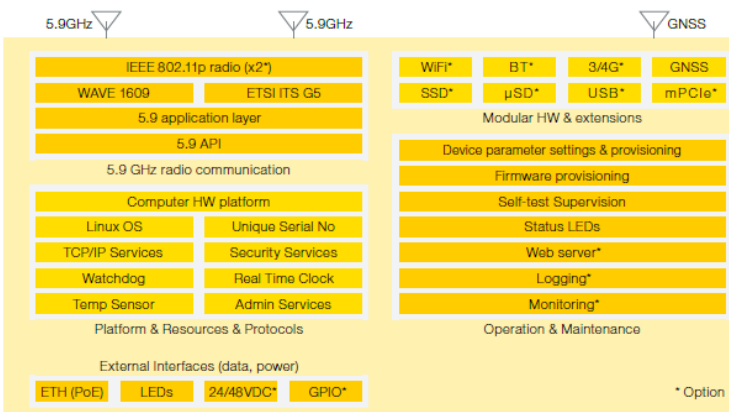 5.9GHz 5.9GHz GNSS
IEEE 802.11p radio (x2*)
WAVE 1609 ETSI ITS G5
5.9 application layer
5.9 API
5.9 GHz radio communication
WiFi* BT* 3/4G* GNSS
SSD* µSD* USB* mPCIe*
Modular HW & extensions
Computer HW platform
Linux OS Unique Serial No
TCP/IP Services Security Services
Watchdog Real Time Clock
Temp Sensor Admin Services
Platform & Resources & Protocols
Device parameter settings & provisioning
Firmware provisioning
Self-test Supervision
Status LEDs
Web server*
Logging*
Monitoring*
Operation & Maintenance
External Interfaces (data, power)
ETH (PoE) LEDs 24/48VDC* GPIO*
* Option